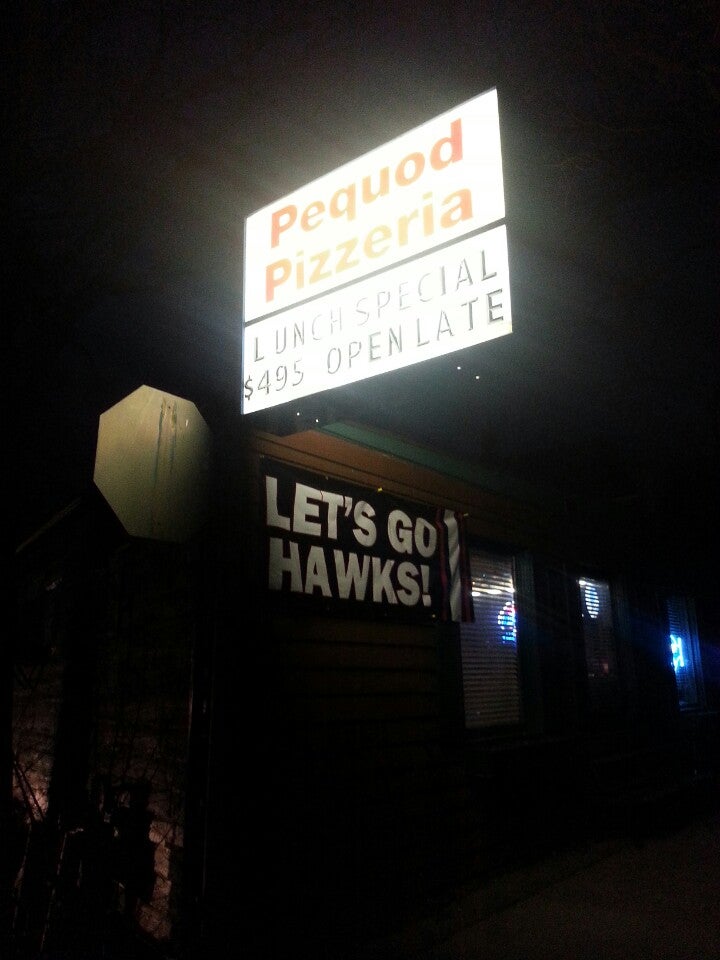 Pequod
Pizzeria
LUNCH SPECIAL
$495 OPEN LATE
LET'S GO
HAWKS!